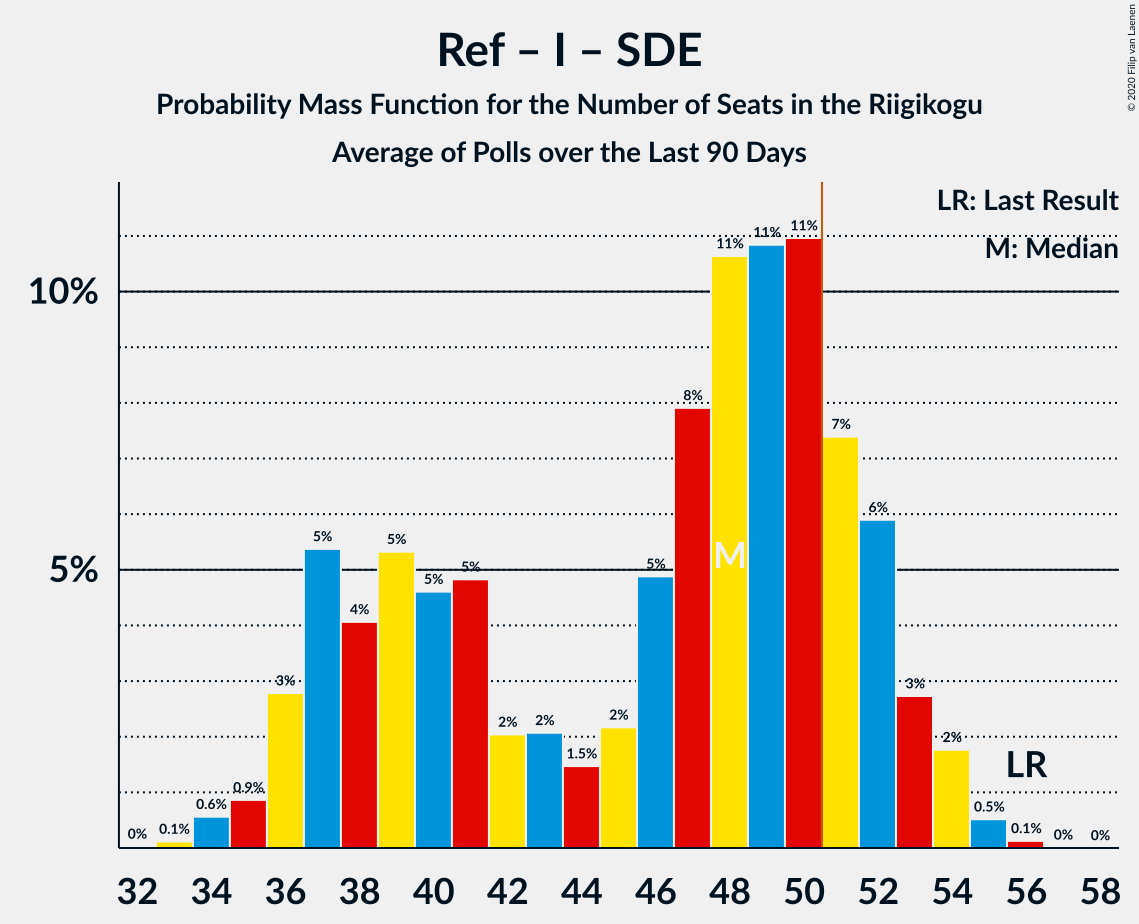 Ref – I – SDE
Probability Mass Function for the Number of Seats in the Riigikogu
Average of Polls over the Last 90 Days
© 2020 Filip van Laenen
LR: Last Result
M: Median
10%
5%
0% 0.1% 0.6% 0.9% 3% 5% 4% 5% 5% 5% 2% 2% 1.5% 2% 5% 8% 11% 11% 11% 7% 6% 3% 2% 0.5% 0.1% 0% 0%
M
LR
32 34 36 38 40 42 44 46 48 50 52 54 56 58